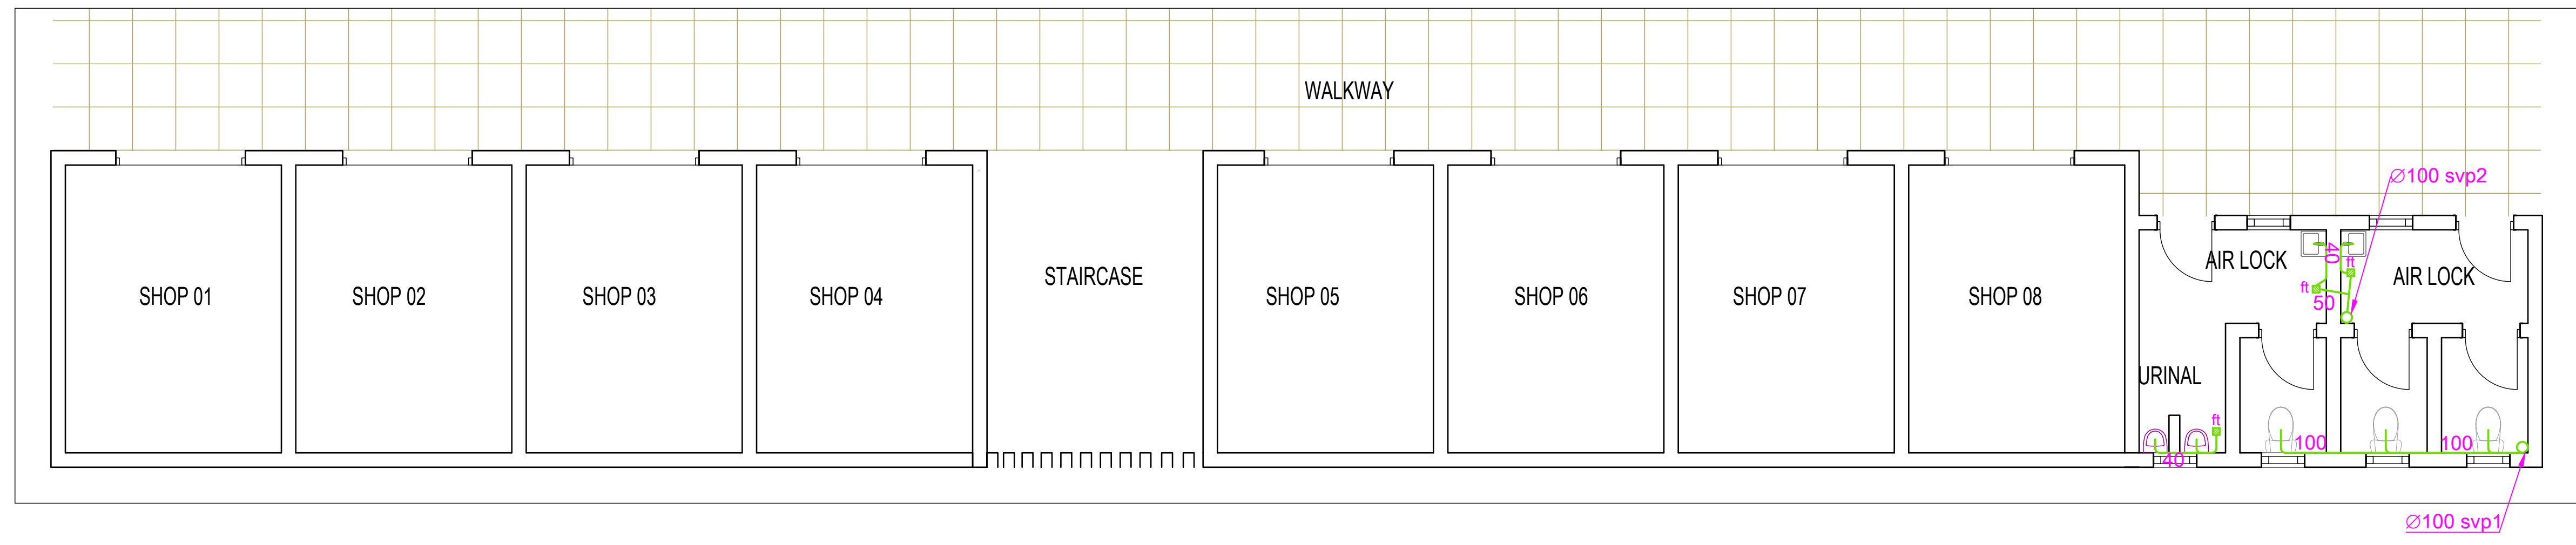 WALKWAY
∅100 svp2
SHOP 01
SHOP 02
SHOP 03
SHOP 04
STAIRCASE
SHOP 05
SHOP 06
SHOP 07
SHOP 08
AIR LOCK
40
ft
AIR LOCK
ft
50
URINAL
ft
40
100
100
∅100 svp1